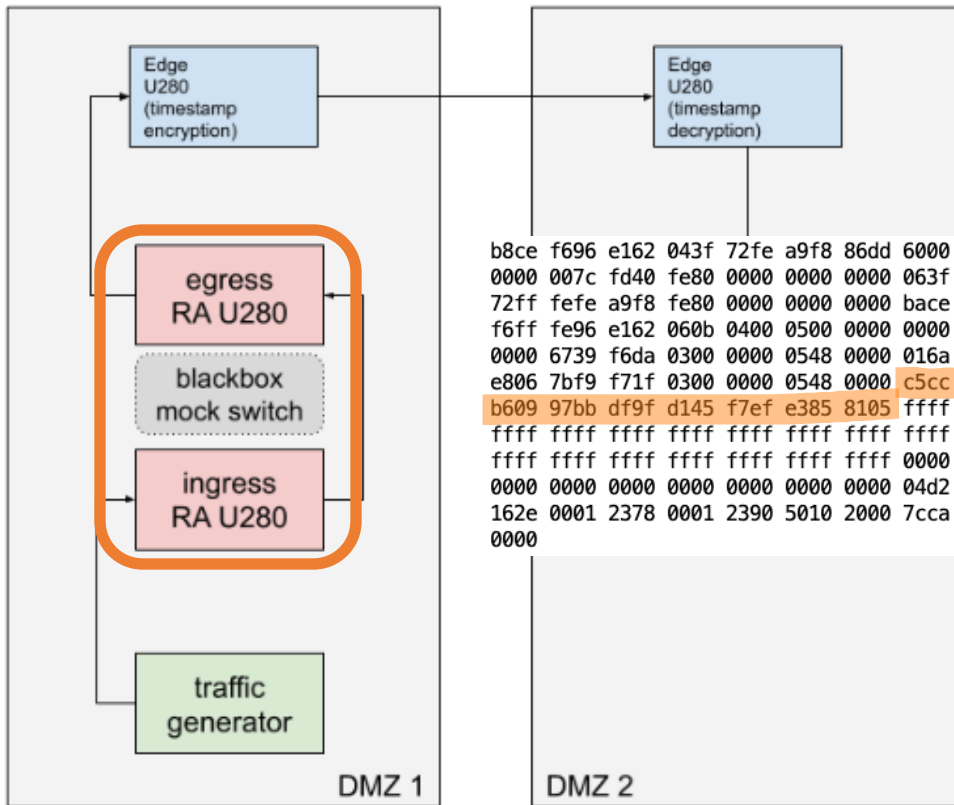 Edge
U280
(timestamp
encryption)
Edge
U280
(timestamp
decryption)
egress
RA U280
blackbox
mock switch
ingress
RA U280
traffic
generator
DMZ 1
b8ce f696 e162 043f 72fe a9f8 86dd 6000
0000 007c fd40 fe80 0000 0000 0000 063f
72ff fefe a9f8 fe80 0000 0000 0000 bace
f6ff fe96 e162 060b 0400 0500 0000 0000
0000 6739 f6da 0300 0000 0548 0000 016a
e806 7bf9 f71f 0300 0000 0548 0000 c5cc
b609 97bb df9f d145 f7ef e385 8105 ffff
ffff ffff ffff ffff ffff ffff ffff ffff
ffff ffff ffff ffff ffff ffff ffff 0000
0000 0000 0000 0000 0000 0000 0000 04d2
162e 0001 2378 0001 2390 5010 2000 7cca
0000
DMZ 2